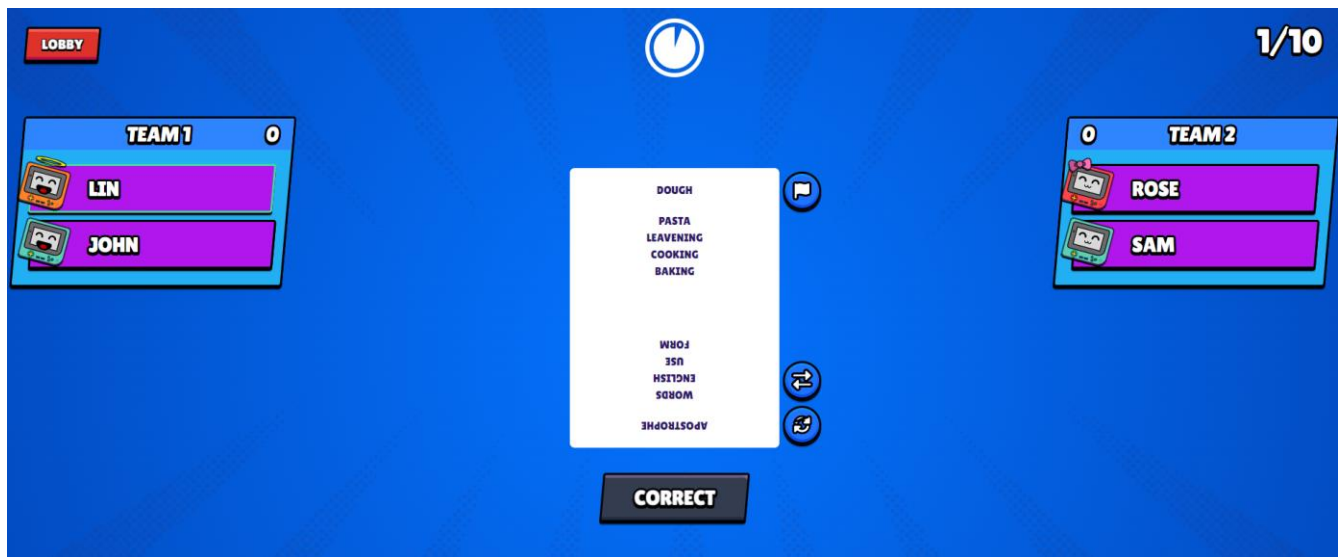 LOBBY
1/10
TEAM 1 0
LIN
JOHN
0 TEAM 2
ROSE
SAM
DOUGH
PASTA
LEAVENING
COOKING
BAKING
APOSTROPHE
WORDS
ENGLISH
USE
FORM
CORRECT